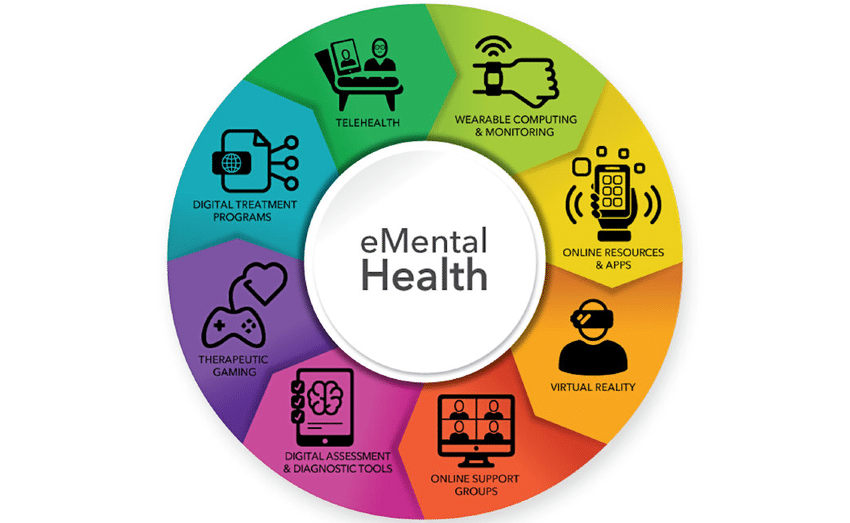 eMental
Health
TELEHEALTH
WEARABLE COMPUTING
& MONITORING
ONLINE RESOURCES
& APPS
VIRTUAL REALITY
ONLINE SUPPORT
GROUPS
DIGITAL ASSESSMENT
& DIAGNOSTIC TOOLS
THERAPEUTIC
GAMING
DIGITAL TREATMENT
PROGRAMS